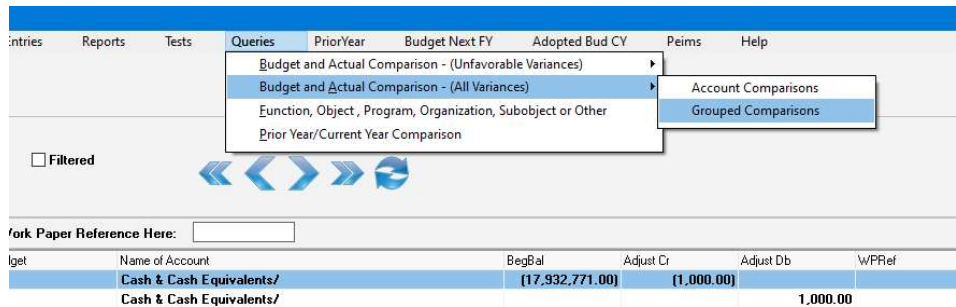 Entries Reports Tests Queries PriorYear Budget Next FY Adopted Bud CY Peims Help
Budget and Actual Comparison - (Unfavorable Variances)
Budget and Actual Comparison - (All Variances)
Account Comparisons
Function, Object , Program, Organization, Subobject or Other
Grouped Comparisons
Prior Year/Current Year Comparison
Filtered
Work Paper Reference Here:
dget Name of Account BegBal Adjust Cr Adjust Db WPRef
Cash & Cash Equivalents/ (17,932,771.00) (1,000.00)
Cash & Cash Equivalents/ 1,000.00